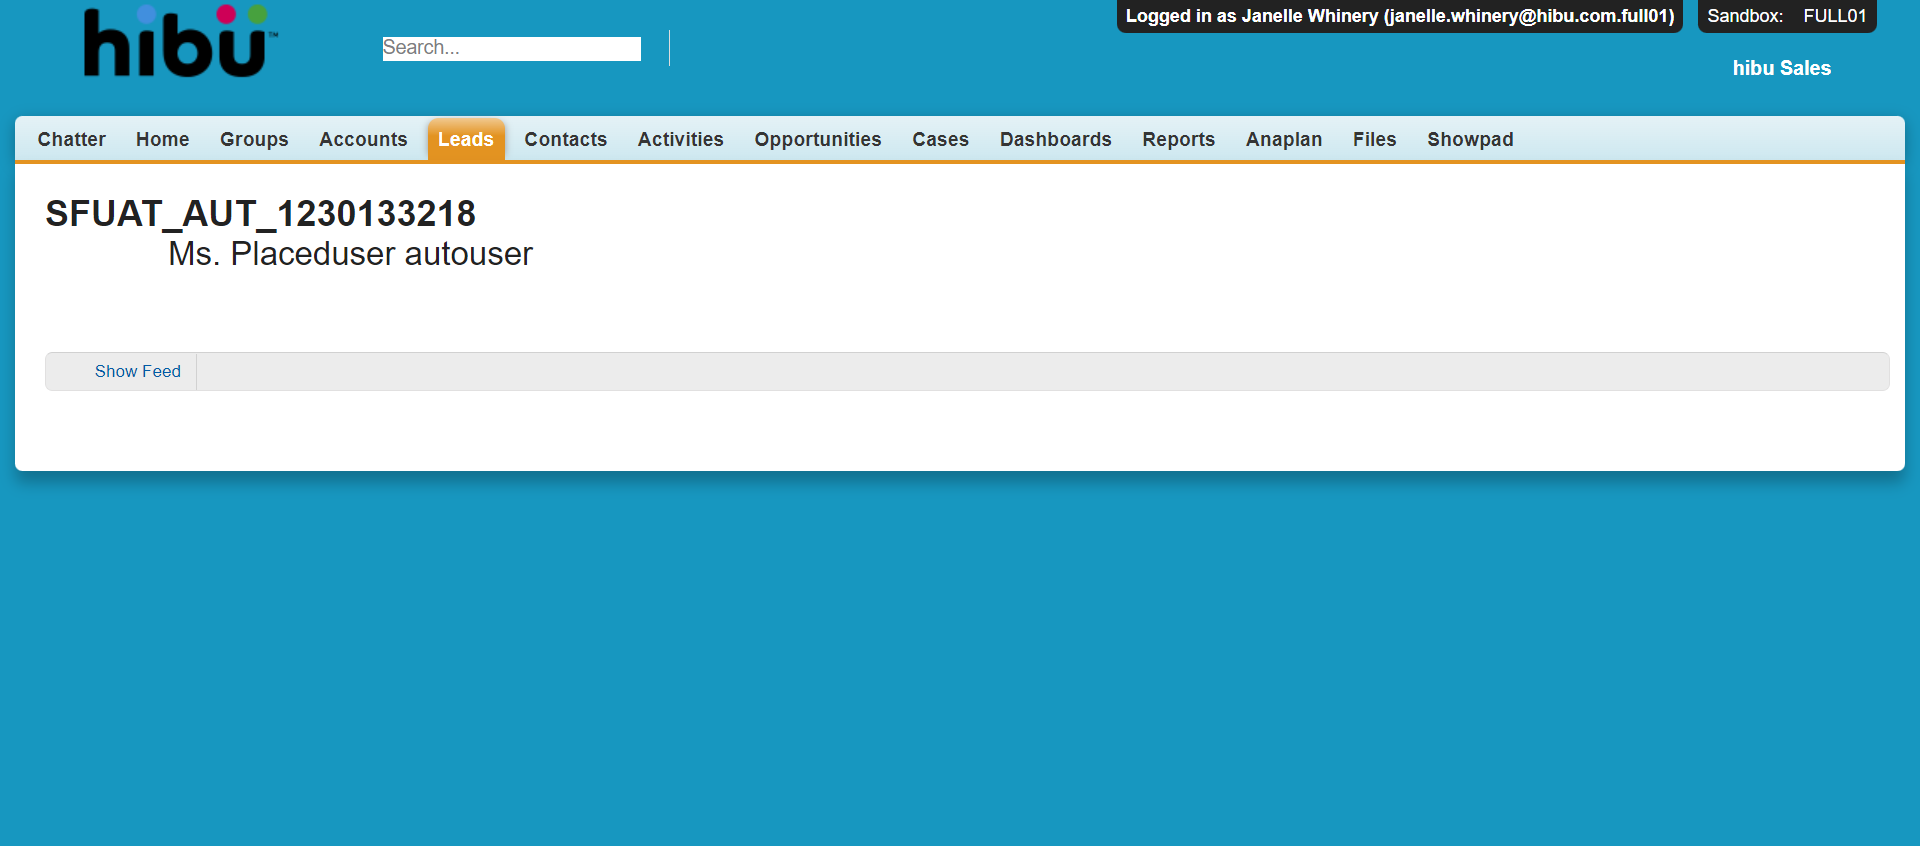 hibu™
Search...
Logged in as Janelle Whinery (janelle.whinery@hibu.com.full01)
Sandbox: FULL01
hibu Sales
Chatter Home Groups Accounts Leads Contacts Activities Opportunities Cases Dashboards Reports Anaplan Files Showpad
SFUAT_AUT_1230133218
Ms. Placeduser autouser
Show Feed